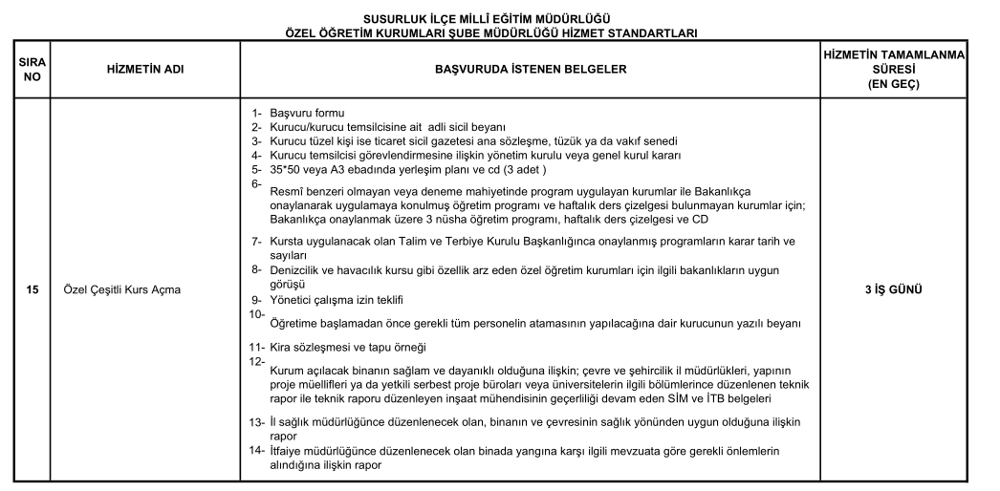 SUSURLUK İLÇE MİLLÎ EĞİTİM MÜDÜRLÜĞÜ
ÖZEL ÖĞRETİM KURUMLARI ŞUBE MÜDÜRLÜĞÜ HİZMET STANDARTLARI
SIRA NO
HİZMETİN ADI
BAŞVURUDA İSTENEN BELGELER
HİZMETİN TAMAMLANMA
SÜRESİ
(EN GEÇ)
15
Özel Çeşitli Kurs Açma
1- Başvuru formu
2- Kurucu/kurucu temsilcisine ait adli sicil beyanı
3- Kurucu tüzel kişi ise ticaret sicil gazetesi ana sözleşme, tüzük ya da vakıf senedi
4- Kurucu temsilcisi görevlendirmesine ilişkin yönetim kurulu veya genel kurul kararı
5- 35*50 veya A3 ebadında yerleşim planı ve cd (3 adet )
6- Resmî benzeri olmayan veya deneme mahiyetinde program uygulayan kurumlar ile Bakanlıkça
onaylanarak uygulamaya konulmuş öğretim programı ve haftalık ders çizelgesi bulunmayan kurumlar için;
Bakanlıkça onaylanmak üzere 3 nüsha öğretim programı, haftalık ders çizelgesi ve CD
7- Kursta uygulanacak olan Talim ve Terbiye Kurulu Başkanlığınca onaylanmış programların karar tarih ve
sayıları
8- Denizcilik ve havacılık kursu gibi özellik arz eden özel öğretim kurumları için ilgili bakanlıkların uygun
görüşü
9- Yönetici çalışma izin teklifi
10- Öğretime başlamadan önce gerekli tüm personelin atamasının yapılacağına dair kurucunun yazılı beyanı
11- Kira sözleşmesi ve tapu örneği
12- Kurum açılacak binanın sağlam ve dayanıklı olduğuna ilişkin; çevre ve şehircilik il müdürlükleri, yapının
proje müellifleri ya da yetkili serbest proje büroları veya üniversitelerin ilgili bölümlerince düzenlenen teknik
rapor ile teknik raporu düzenleyen inşaat mühendisinin geçerliliği devam eden SİM ve İTB belgeleri
13- İl sağlık müdürlüğünce düzenlenecek olan, binanın ve çevresinin sağlık yönünden uygun olduğuna ilişkin
rapor
14- İtfaiye müdürlüğünce düzenlenecek olan binada yangına karşı ilgili mevzuata göre gerekli önlemlerin
alındığına ilişkin rapor
3 İŞ GÜNÜ